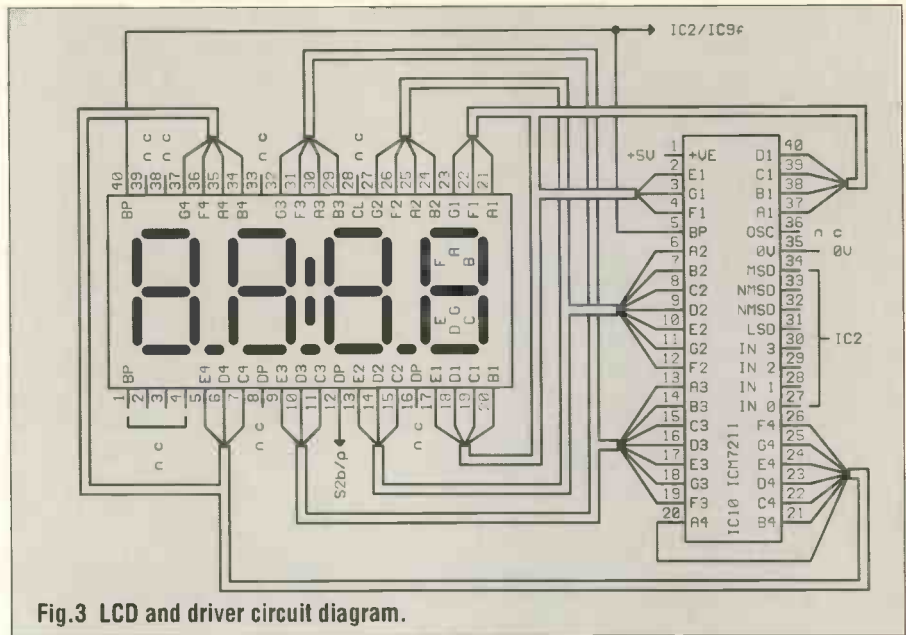 IC2/IC9f
n c n c n c
40 39 38 37 36 35 34 33 32 31 30 29 28 27 26 25 24 23 22 21
BP G4 F4 A4 B4 G3 F3 A3 B3 CL G2 F2 A2 B2 G1 F1 A1
F A B
E D G C
BP E4 D4 C4 DP E3 D3 C3 DP E2 D2 C2 DP E1 D1 C1 B1
1 2 3 4 5 6 7 8 9 10 11 12 13 14 15 16 17 18 19 20
n c n c n c
S2b/p
+5V 1 +VE D1 40
2 E1 C1 39
3 G1 B1 38
4 F1 A1 37
5 BP OSC 36 n c
6 A2 0V 35 0V
7 B2 MSD 34
8 C2 NMSD 33
9 D2 NMSD 32
10 E2 LSD 31
11 G2 IN 3 30
12 F2 IN 2 29
13 A3 IN 1 28
14 B3 IN 0 27
15 C3 F4 26
16 D3 G4 25
17 E3 E4 24
18 G3 D4 23
19 F3 C4 22
20 A4 B4 21
IC2
IC10 ICM7211
Fig.3 LCD and driver circuit diagram.